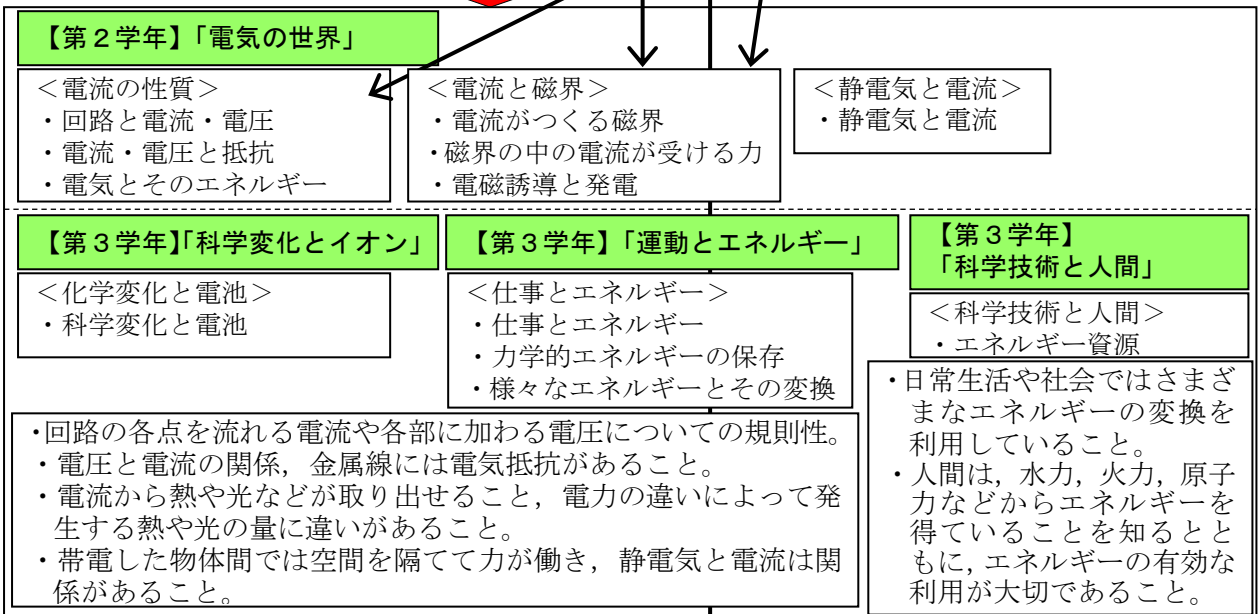 【第２学年】「電気の世界」
＜電流の性質＞
・回路と電流・電圧
・電流・電圧と抵抗
・電気とそのエネルギー
＜電流と磁界＞
・電流がつくる磁界
・磁界の中の電流が受ける力
・電磁誘導と発電
＜静電気と電流＞
・静電気と電流
【第３学年】「科学変化とイオン」
＜化学変化と電池＞
・科学変化と電池
【第３学年】「運動とエネルギー」
＜仕事とエネルギー＞
・仕事とエネルギー
・力学的エネルギーの保存
・様々なエネルギーとその変換
【第３学年】
「科学技術と人間」
＜科学技術と人間＞
・エネルギー資源
・回路の各点を流れる電流や各部に加わる電圧についての規則性。
・電圧と電流の関係，金属線には電気抵抗があること。
・電流から熱や光などが取り出せること，電力の違いによって発
生する熱や光の量に違いがあること。
・帯電した物体間では空間を隔てて力が働き，静電気と電流は関
係があること。
・日常生活や社会ではさまざ
まなエネルギーの変換を
利用していること。
・人間は，水力，火力，原子
力などからエネルギーを
得ていることを知るとと
もに，エネルギーの有効な
利用が大切であること。